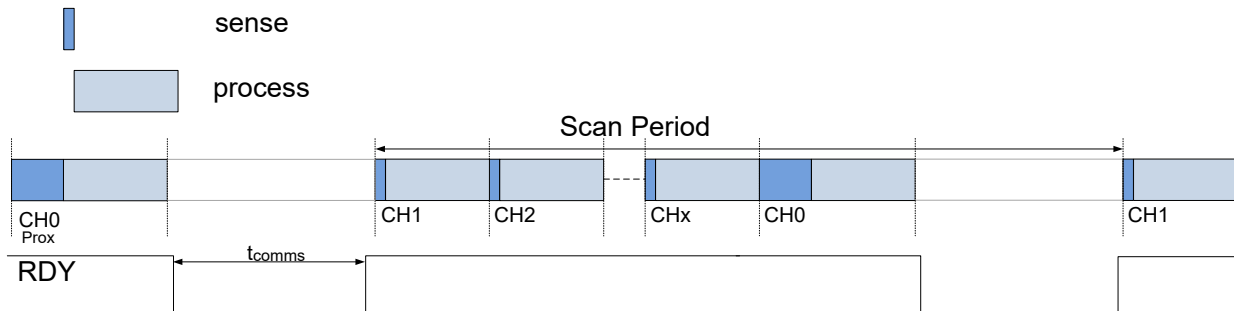 sense
process
Scan Period
CH0
Prox
CH1
CH2
CHx
CH0
CH1
RDY
tcomms